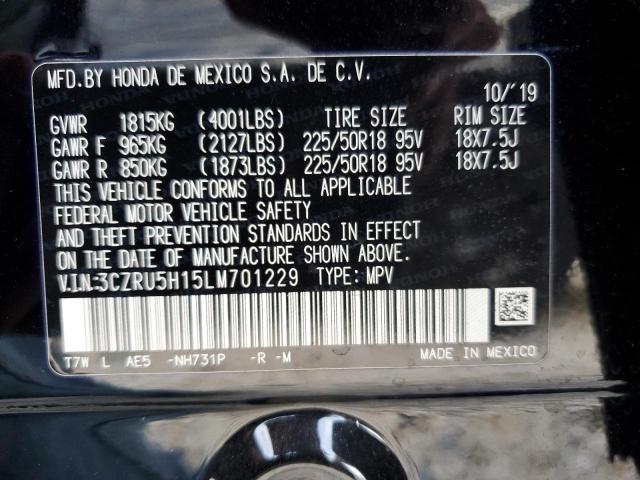 MFD.BY HONDA DE MEXICO S.A. DE C.V.
10/'19
GVWR 1815KG (4001LBS) TIRE SIZE RIM SIZE
GAWR F 965KG (2127LBS) 225/50R18 95V 18X7.5J
GAWR R 850KG (1873LBS) 225/50R18 95V 18X7.5J
THIS VEHICLE CONFORMS TO ALL APPLICABLE
FEDERAL MOTOR VEHICLE SAFETY
AND THEFT PREVENTION STANDARDS IN EFFECT
ON THE DATE OF MANUFACTURE SHOWN ABOVE.
V.I.N:3CZRU5H15LM701229 TYPE: MPV
T7W L AE5 -NH731P -R -M MADE IN MEXICO